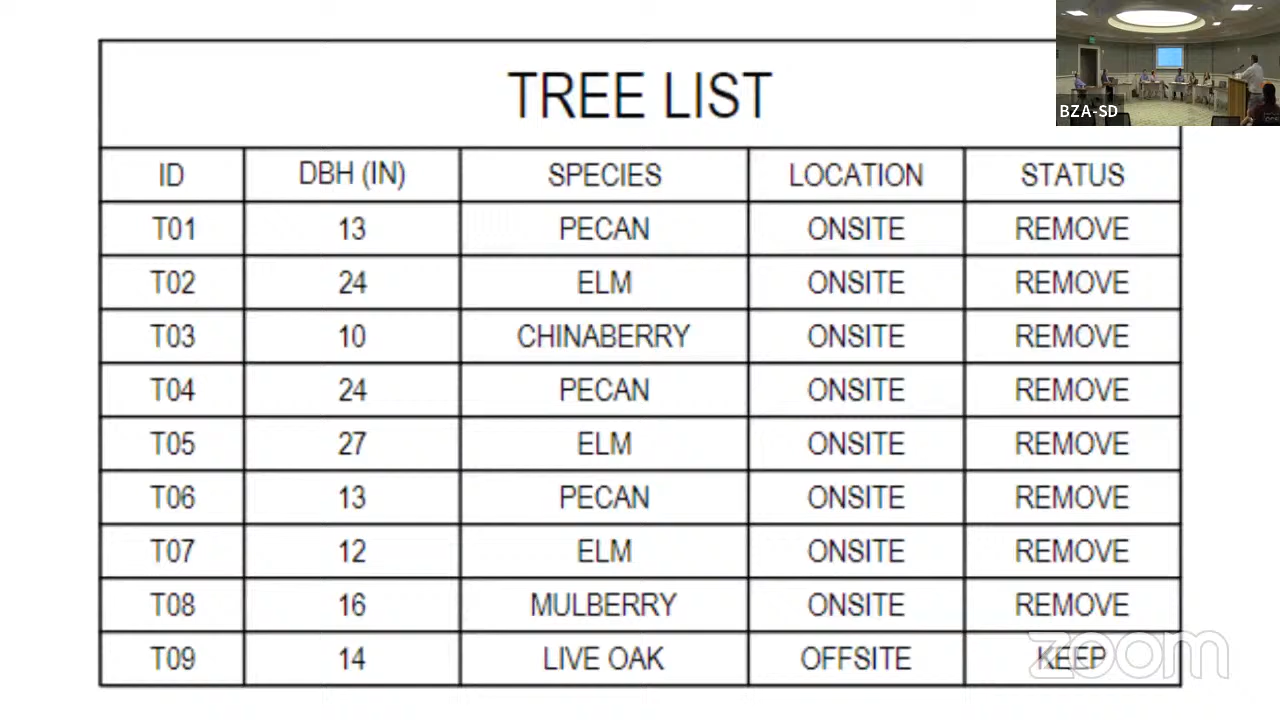 TREE LIST
BZA-SD
ID DBH (IN) SPECIES LOCATION STATUS
T01 13 PECAN ONSITE REMOVE
T02 24 ELM ONSITE REMOVE
T03 10 CHINABERRY ONSITE REMOVE
T04 24 PECAN ONSITE REMOVE
T05 27 ELM ONSITE REMOVE
T06 13 PECAN ONSITE REMOVE
T07 12 ELM ONSITE REMOVE
T08 16 MULBERRY ONSITE REMOVE
T09 14 LIVE OAK OFFSITE KEEP
zoom